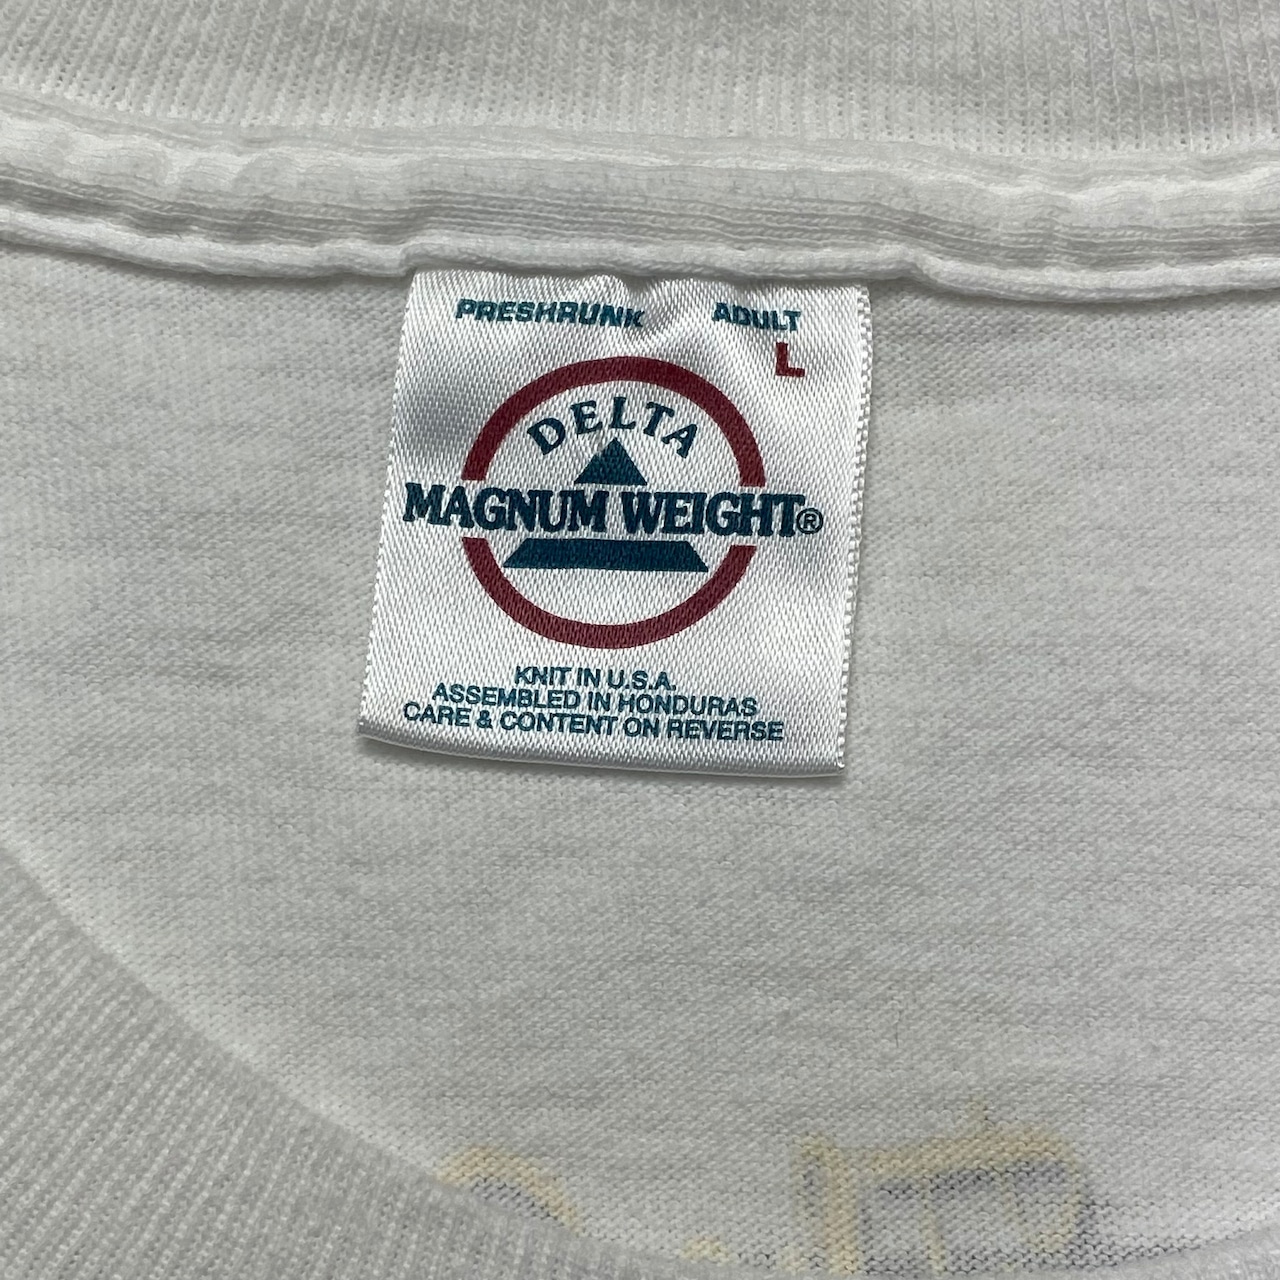 PRESHRUNK ADULT
L
DELTA
MAGNUM WEIGHT®
KNIT IN U.S.A.
ASSEMBLED IN HONDURAS
CARE & CONTENT ON REVERSE